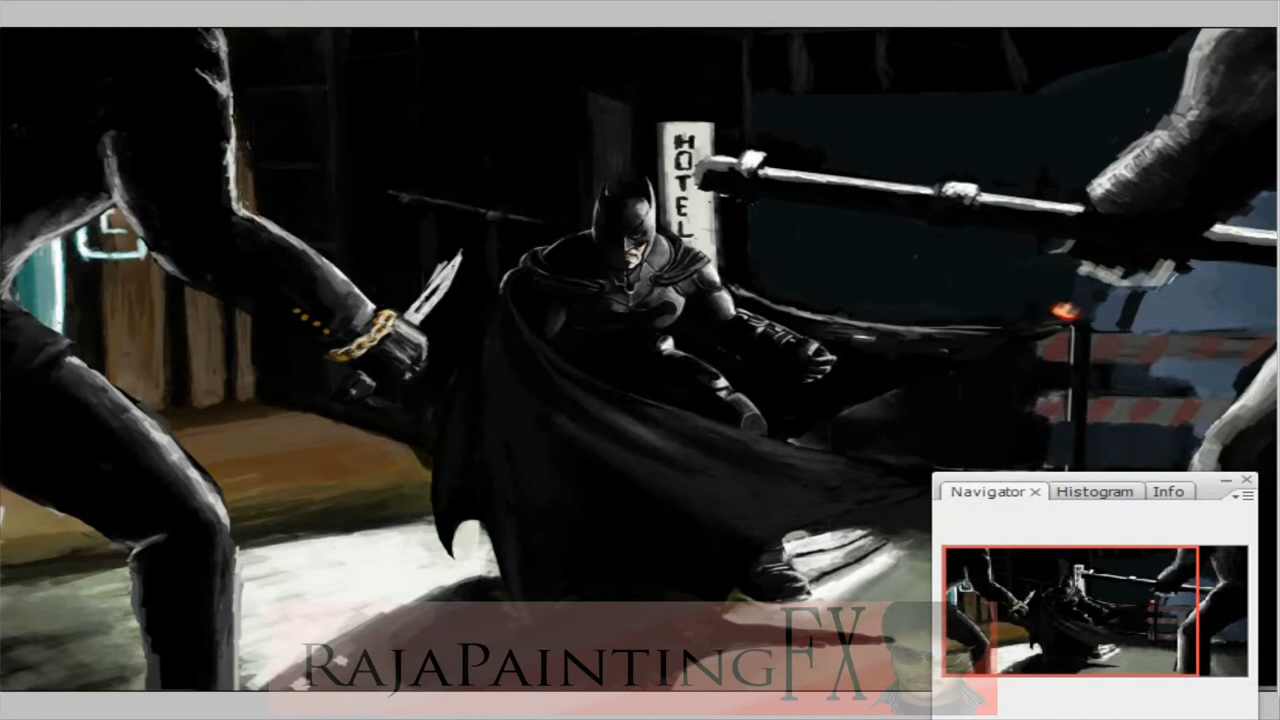 HOTEL
Navigator
Histogram
Info
RAJAPAINTINGFX